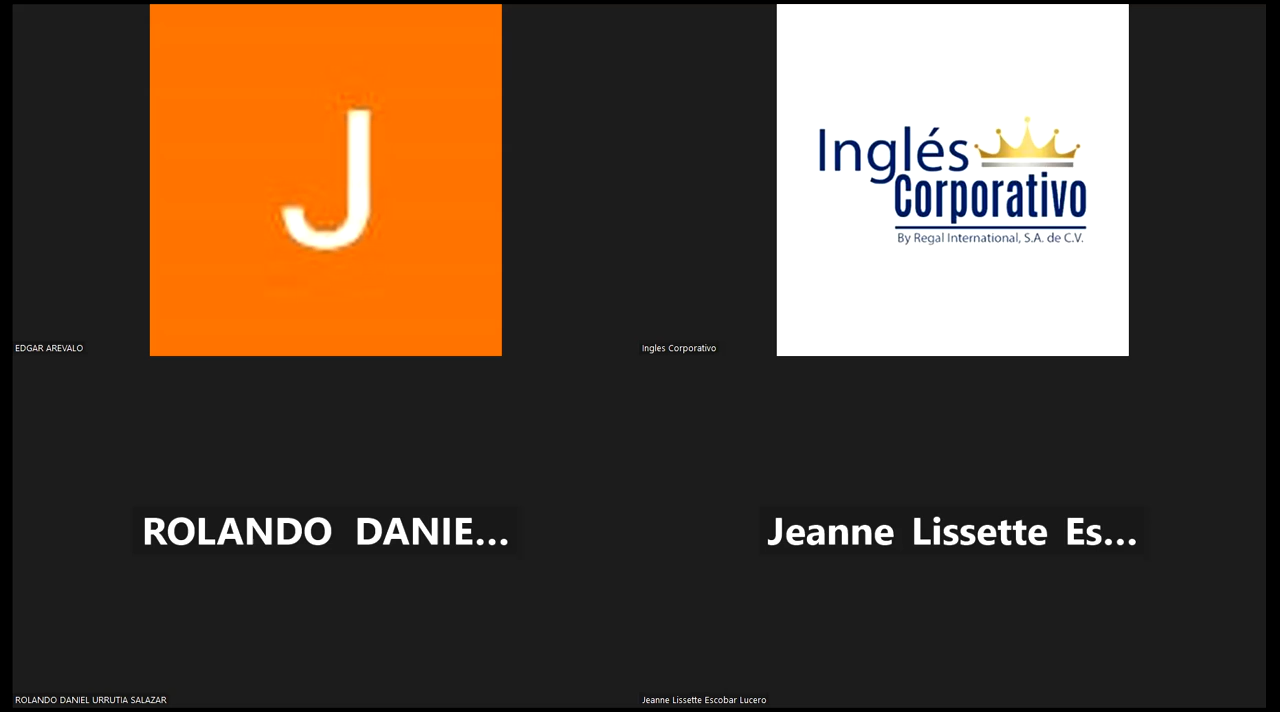 J
Inglés
Corporativo
By Regal International, S.A. de C.V.
EDGAR AREVALO
Ingles Corporativo
ROLANDO DANIE...
Jeanne Lissette Es...
ROLANDO DANIEL URRUTIA SALAZAR
Jeanne Lissette Escobar Lucero